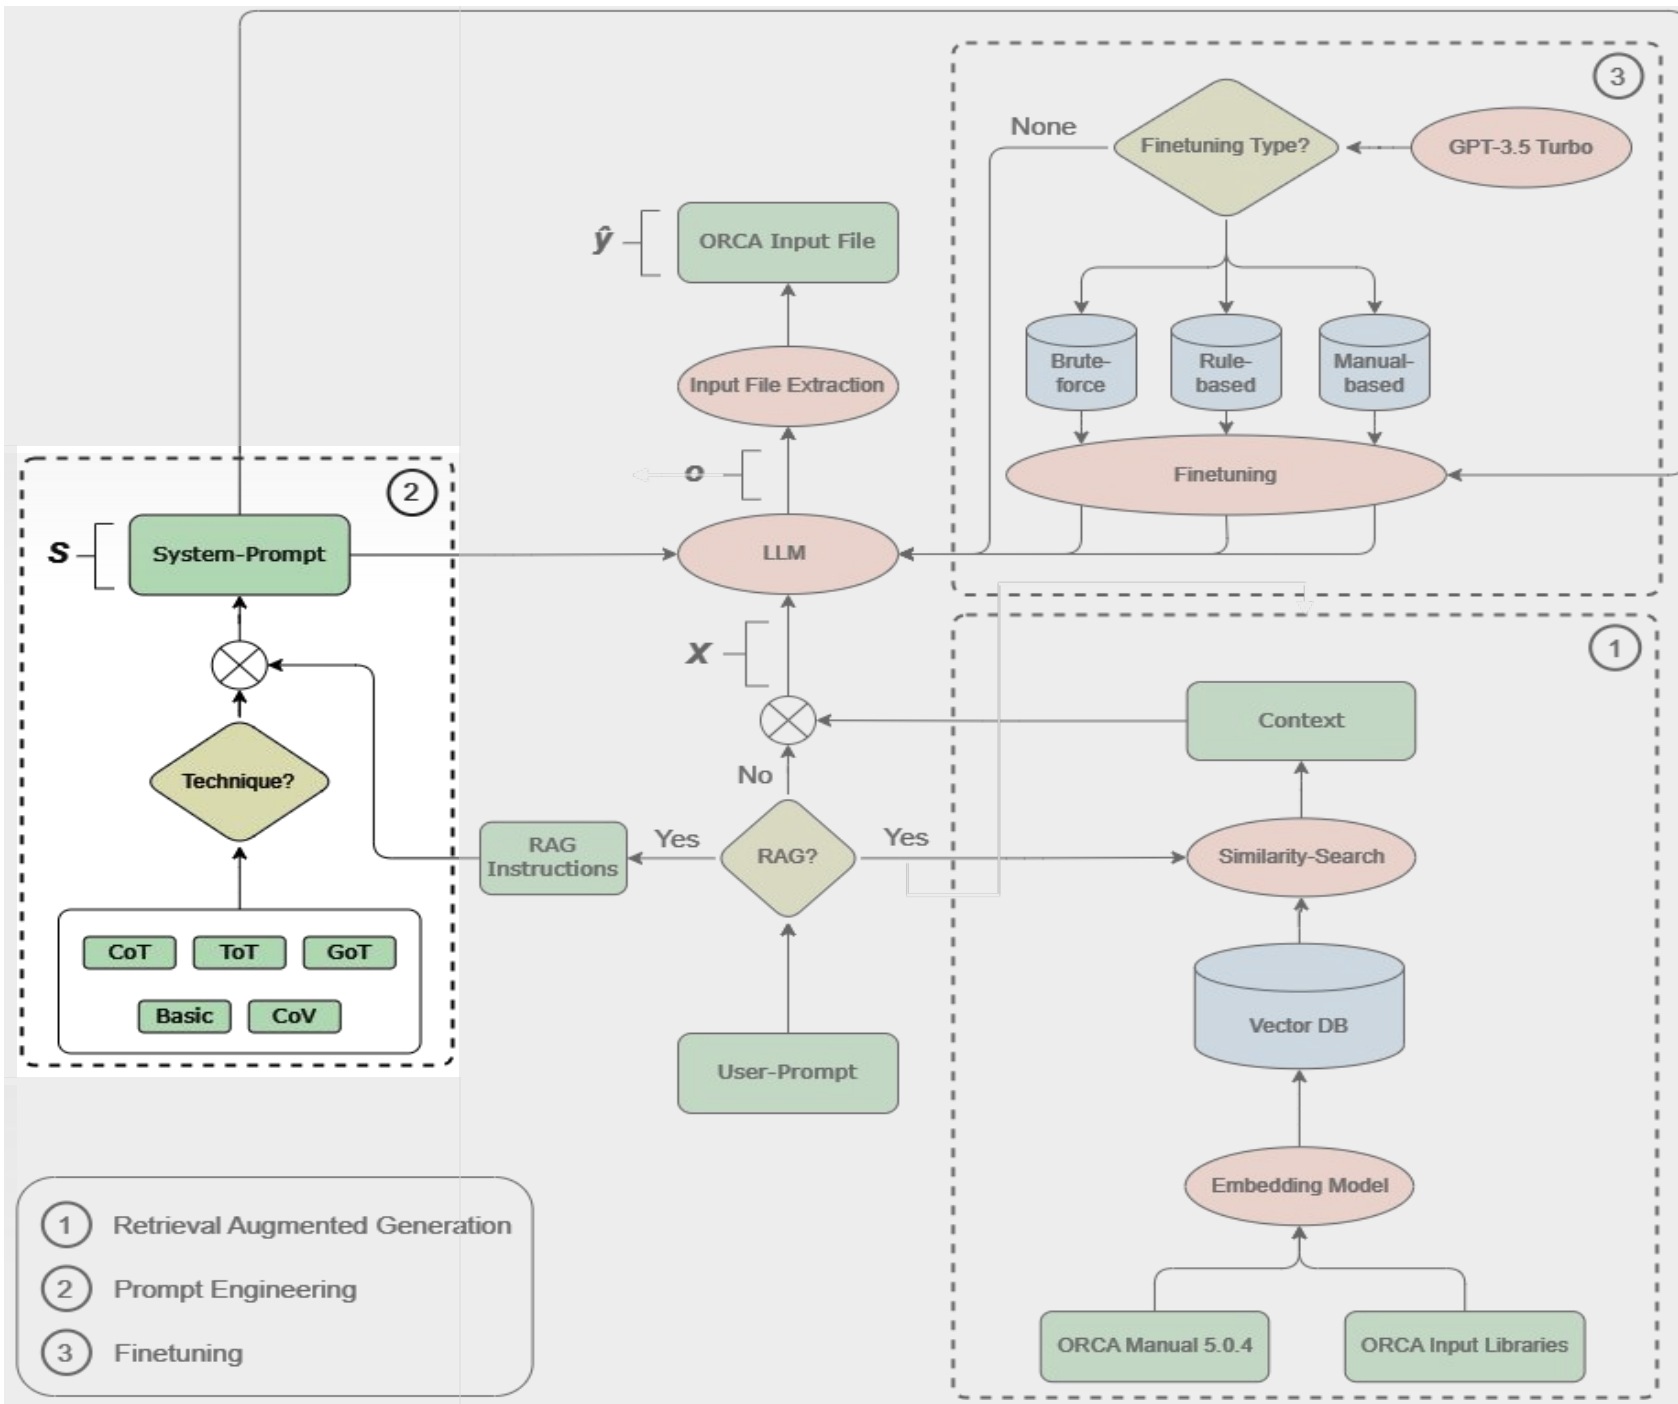 3
None
Finetuning Type?
GPT-3.5 Turbo
ŷ
ORCA Input File
Brute-
force
Rule-
based
Manual-
based
Input File Extraction
o
Finetuning
2
S
System-Prompt
LLM
X
1
Context
Technique?
No
RAG
Instructions
Yes
RAG?
Yes
Similarity-Search
CoT
ToT
GoT
Basic
CoV
Vector DB
User-Prompt
Embedding Model
ORCA Manual 5.0.4
ORCA Input Libraries
1 Retrieval Augmented Generation
2 Prompt Engineering
3 Finetuning